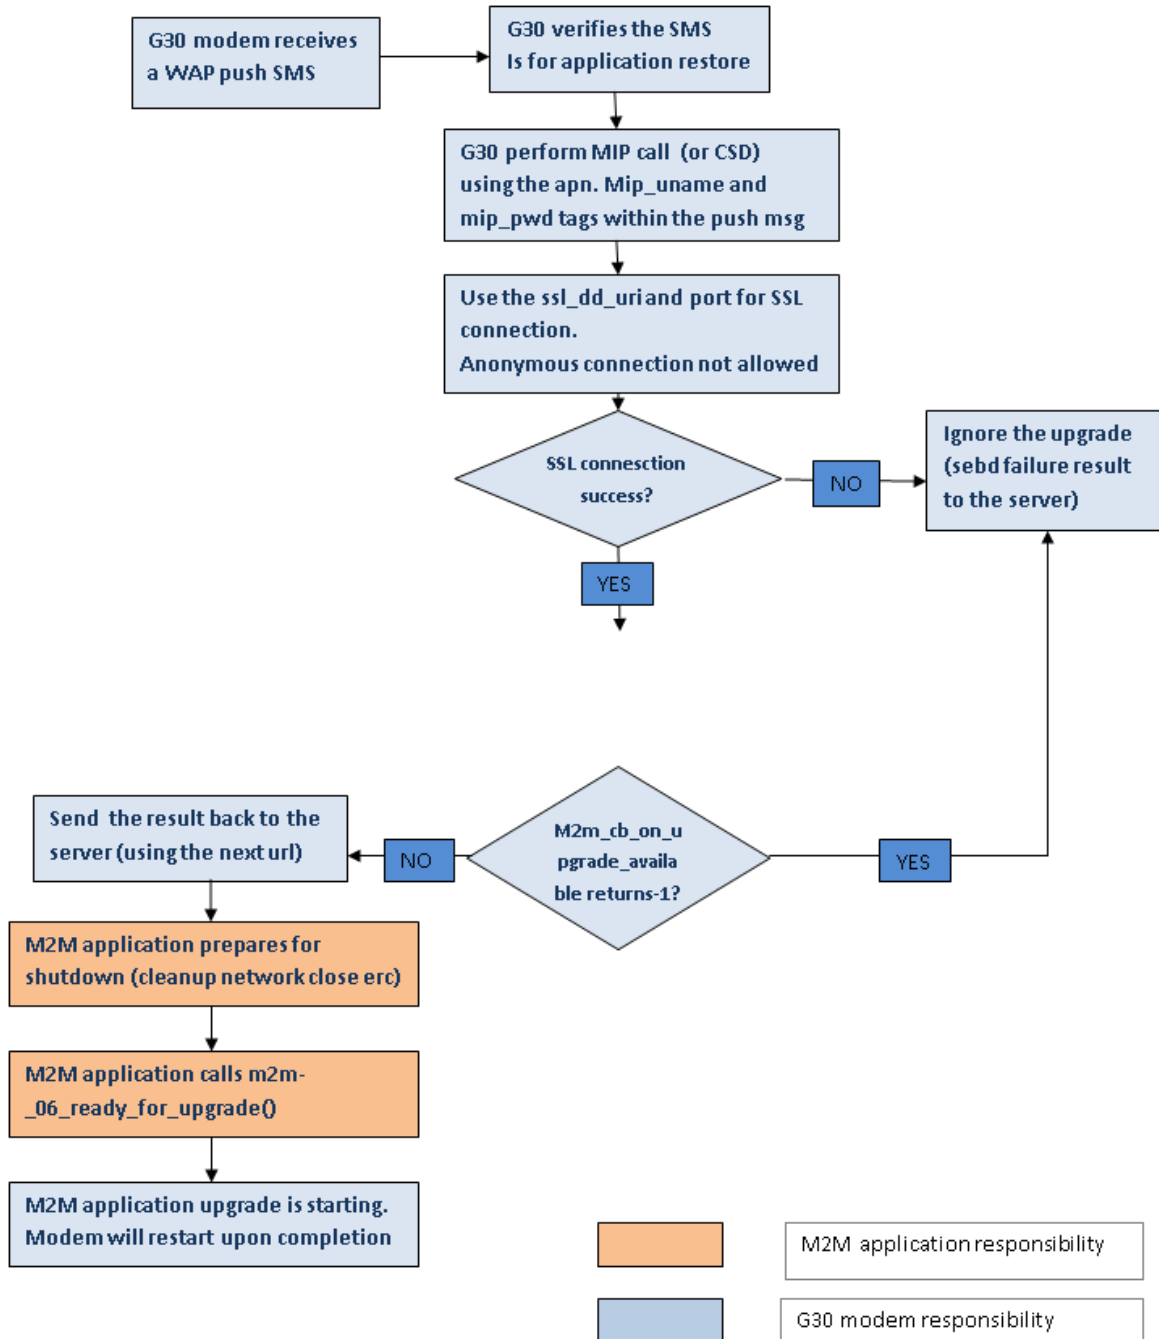 G30 modem receives
a WAP push SMS
G30 verifies the SMS
Is for application restore
G30 perform MIP call (or CSD)
using the apn. Mip_uname and
mip_pwd tags within the push msg
Use the ssl_dd_uri and port for SSL
connection.
Anonymous connection not allowed
SSL connesction
success?
NO
Ignore the upgrade
(sebd failure result
to the server)
YES
M2m_cb_on_u
pgrade_availa
ble returns-1?
NO
YES
Send the result back to the
server (using the next url)
M2M application prepares for
shutdown (cleanup network close erc)
M2M application calls m2m-
_06_ready_for_upgrade()
M2M application upgrade is starting.
Modem will restart upon completion
M2M application responsibility
G30 modem responsibility